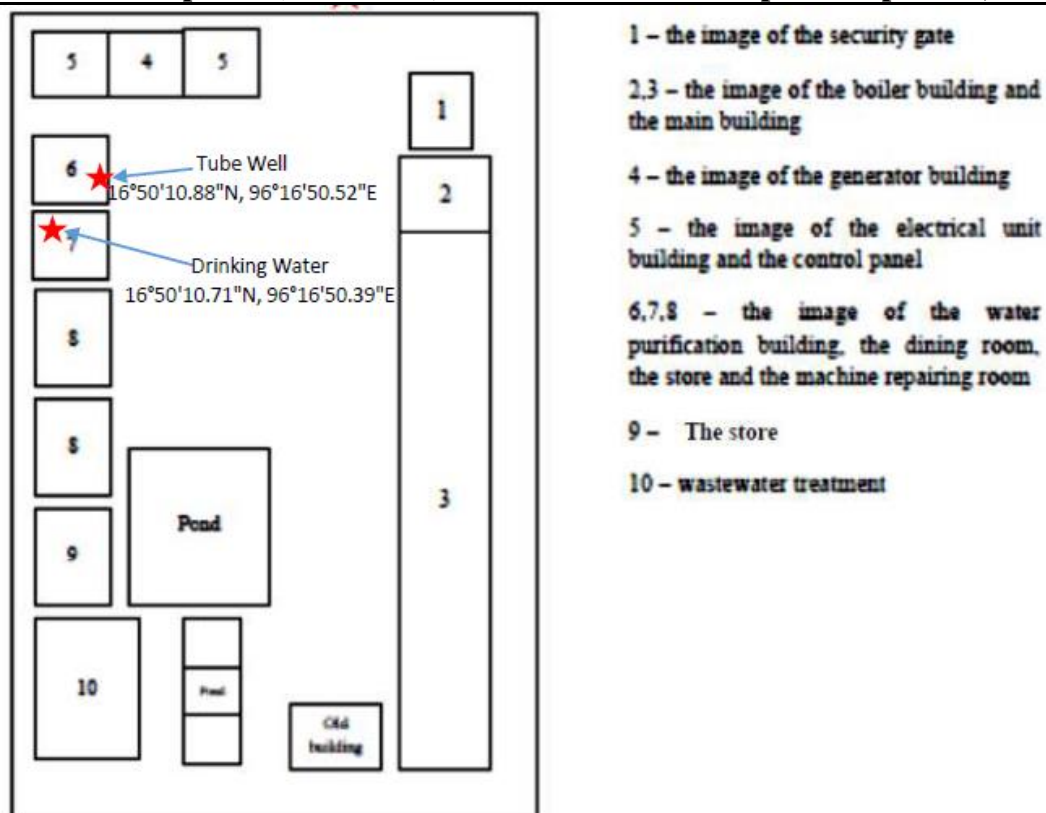 5 4 5
1
6
Tube Well
16°50'10.88"N, 96°16'50.52"E
2
7
Drinking Water
16°50'10.71"N, 96°16'50.39"E
8
8
3
Pond
9
10
Pond
Old
building
1 – the image of the security gate
2,3 – the image of the boiler building and
the main building
4 – the image of the generator building
5 – the image of the electrical unit
building and the control panel
6,7,8 – the image of the water
purification building, the dining room,
the store and the machine repairing room
9 – The store
10 – wastewater treatment